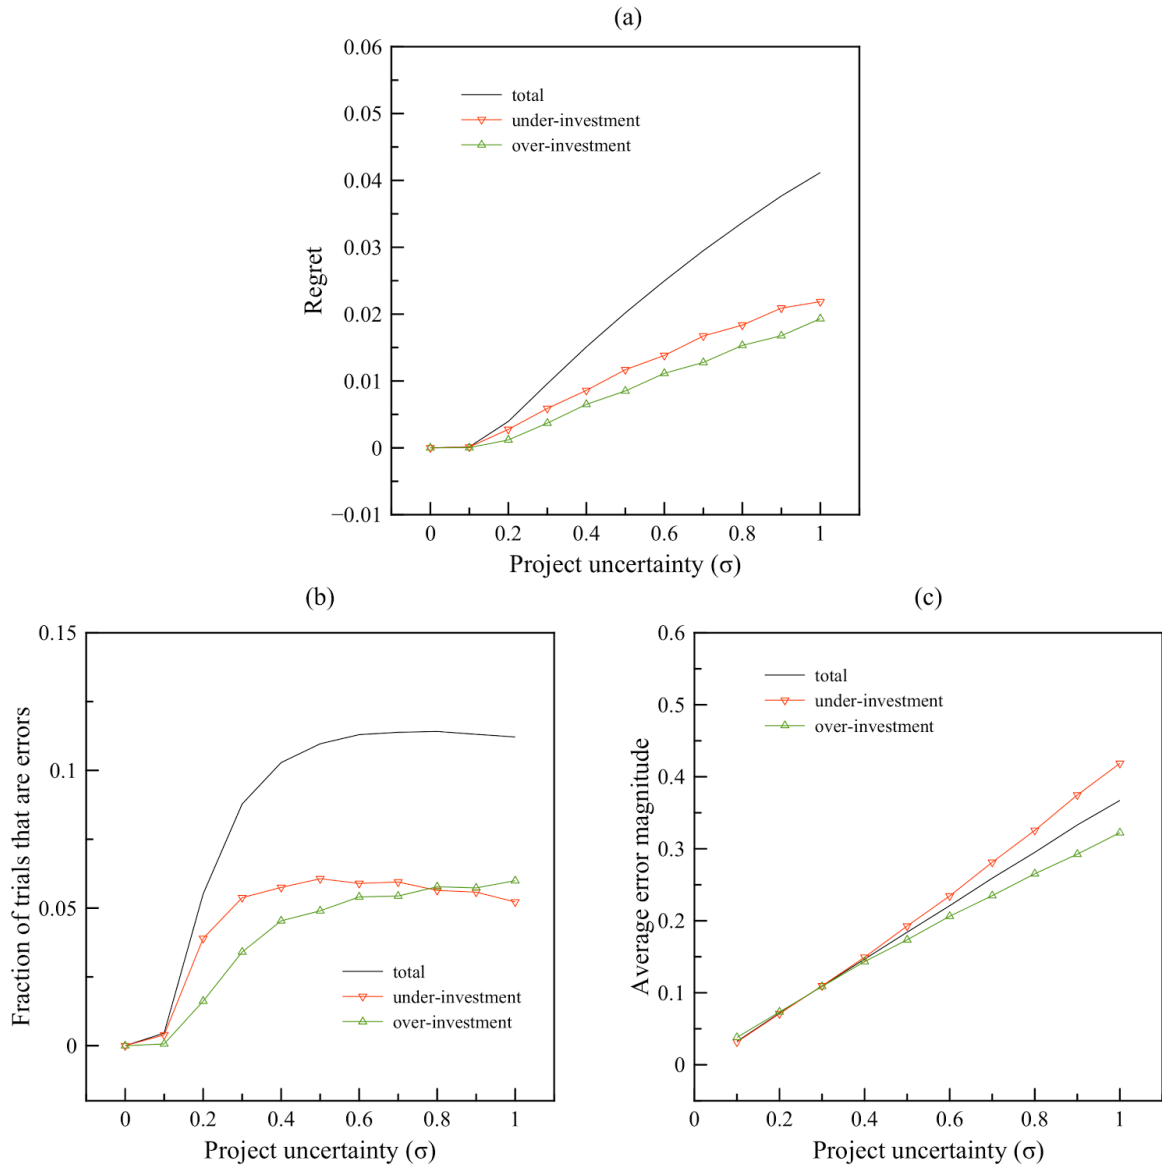 (a)
0.06
0.05
0.04
0.03
0.02
0.01
0
−0.01
Regret
total
under-investment
over-investment
0 0.2 0.4 0.6 0.8 1
Project uncertainty (σ)
(b)
0.15
0.1
0.05
0
Fraction of trials that are errors
total
under-investment
over-investment
0 0.2 0.4 0.6 0.8 1
Project uncertainty (σ)
(c)
0.6
0.5
0.4
0.3
0.2
0.1
0
Average error magnitude
total
under-investment
over-investment
0 0.2 0.4 0.6 0.8 1
Project uncertainty (σ)